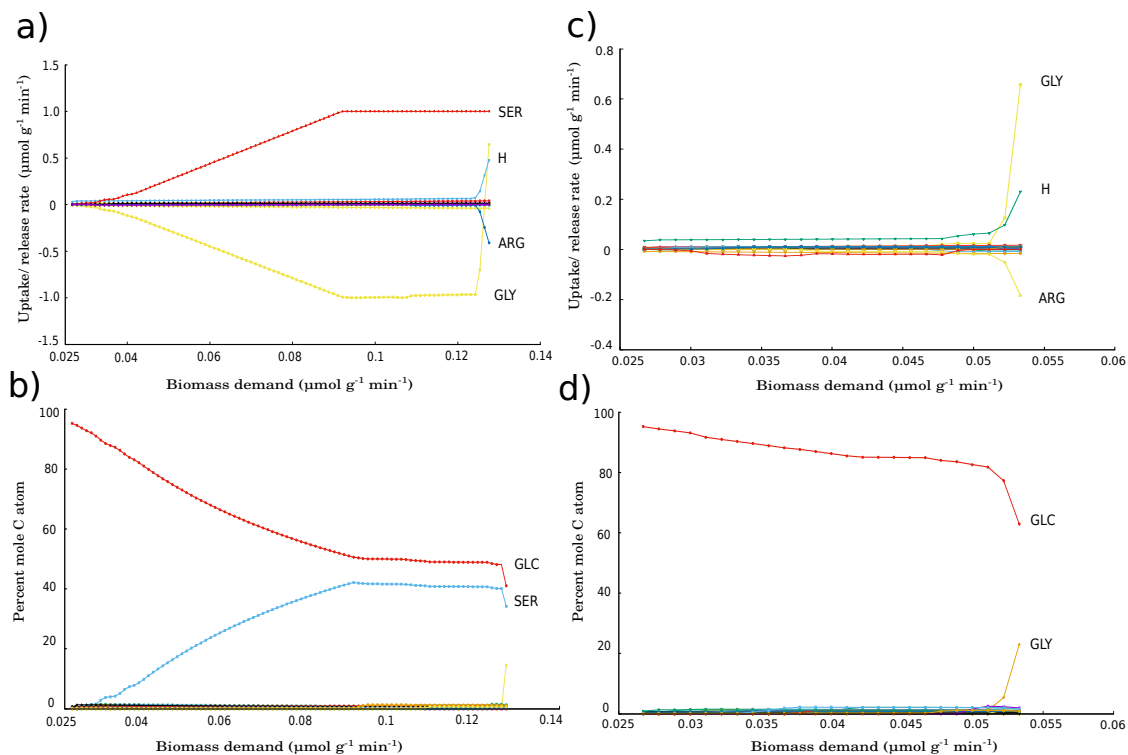 a)
Uptake/ release rate (μmol g⁻¹ min⁻¹)
1.5
1.0
0.5
0
-0.5
-1.0
-1.5
SER
H
ARG
GLY
0.025 0.04 0.06 0.08 0.1 0.12 0.14
Biomass demand (μmol g⁻¹ min⁻¹)
c)
Uptake/ release rate (μmol g⁻¹ min⁻¹)
0.8
0.6
0.4
0.2
0
-0.2
-0.4
GLY
H
ARG
0.025 0.03 0.035 0.04 0.045 0.05 0.055 0.06
Biomass demand (μmol g⁻¹ min⁻¹)
b)
Percent mole C atom
100
80
60
40
20
0
GLC
SER
0.025 0.04 0.06 0.08 0.1 0.12 0.14
Biomass demand (μmol g⁻¹ min⁻¹)
d)
Percent mole C atom
100
80
60
40
20
0
GLC
GLY
0.025 0.03 0.035 0.04 0.045 0.05 0.055 0.06
Biomass demand (μmol g⁻¹ min⁻¹)